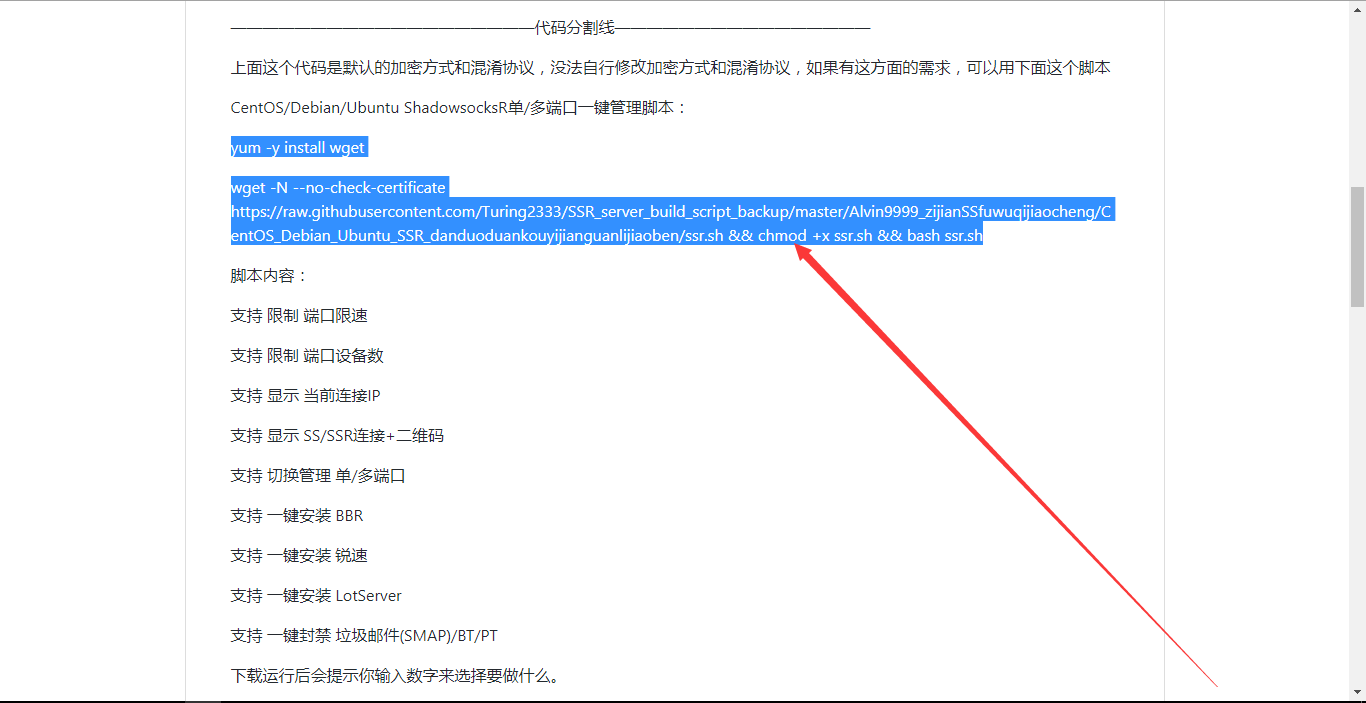 ——————————————————代码分割线———————————————
上面这个代码是默认的加密方式和混淆协议，没法自行修改加密方式和混淆协议，如果有这方面的需求，可以用下面这个脚本
CentOS/Debian/Ubuntu ShadowsocksR单/多端口一键管理脚本：
yum -y install wget
wget -N --no-check-certificate
https://raw.githubusercontent.com/Turing2333/SSR_server_build_script_backup/master/Alvin9999_zijianSSfuwuqijiaocheng/C
entOS_Debian_Ubuntu_SSR_danduoduankouyijianguanlijiaoben/ssr.sh && chmod +x ssr.sh && bash ssr.sh
脚本内容：
支持 限制 端口限速
支持 限制 端口设备数
支持 显示 当前连接IP
支持 显示 SS/SSR连接+二维码
支持 切换管理 单/多端口
支持 一键安装 BBR
支持 一键安装 锐速
支持 一键安装 LotServer
支持 一键封禁 垃圾邮件(SMAP)/BT/PT
下载运行后会提示你输入数字来选择要做什么。